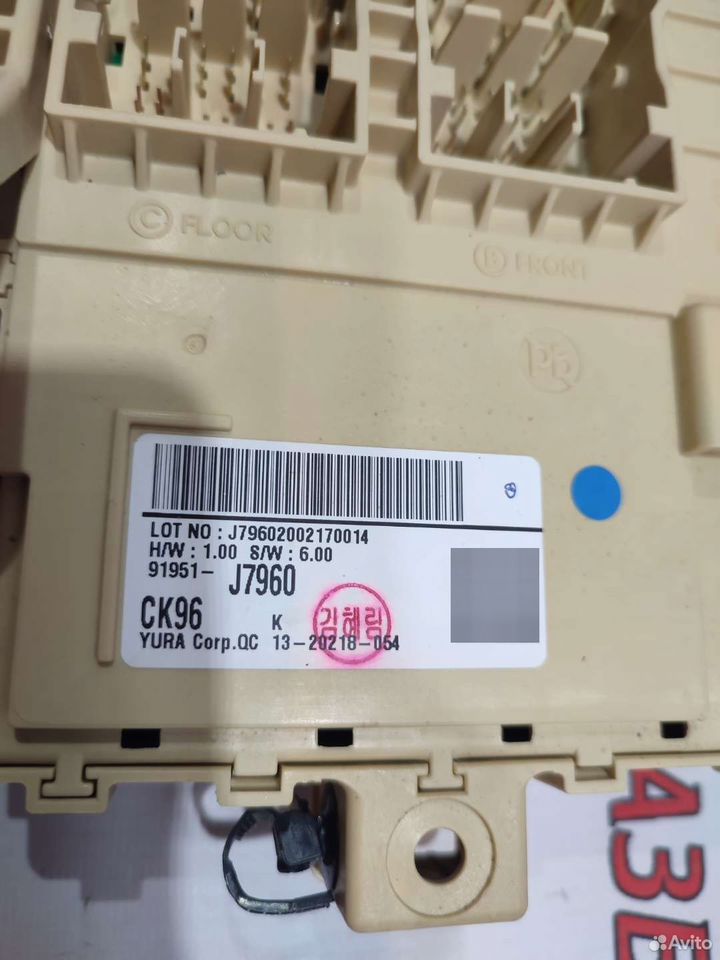 C FLOOR
B FRONT
LOT NO : J79602002170014
H/W : 1.00 S/W : 6.00
91951- J7960
CK96 K
김혜림
YURA Corp.QC 13-20218-054
Avito